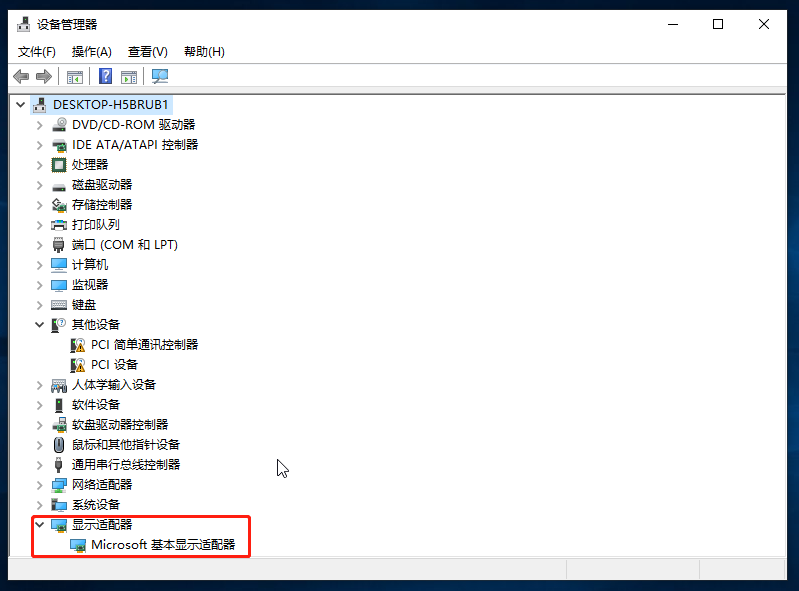 设备管理器
文件(F) 操作(A) 查看(V) 帮助(H)
DESKTOP-H5BRUB1
DVD/CD-ROM 驱动器
IDE ATA/ATAPI 控制器
处理器
磁盘驱动器
存储控制器
打印队列
端口 (COM 和 LPT)
计算机
监视器
键盘
其他设备
PCI 简单通讯控制器
PCI 设备
人体学输入设备
软件设备
软盘驱动器控制器
鼠标和其他指针设备
通用串行总线控制器
网络适配器
系统设备
显示适配器
Microsoft 基本显示适配器